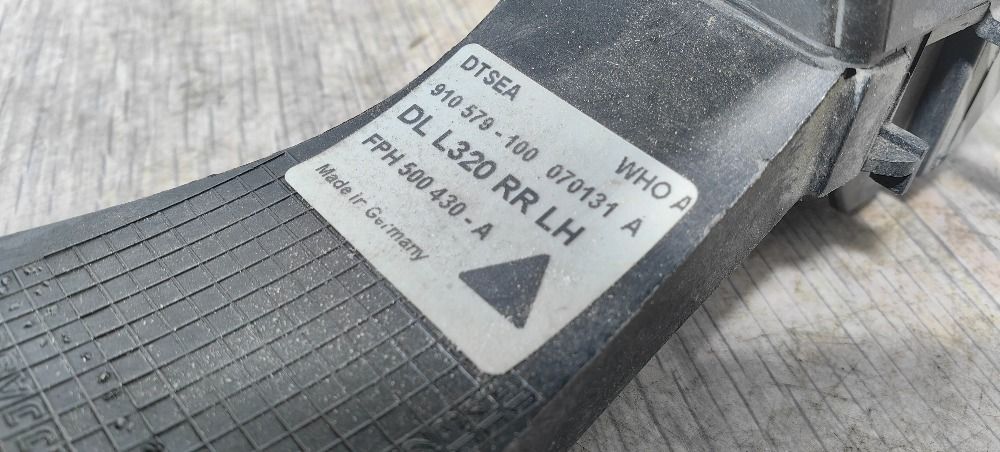 DTSEA WHO A
910 579 - 100 070131 A
DL L320 RR LH
FPH 500 430 - A
Made in Germany